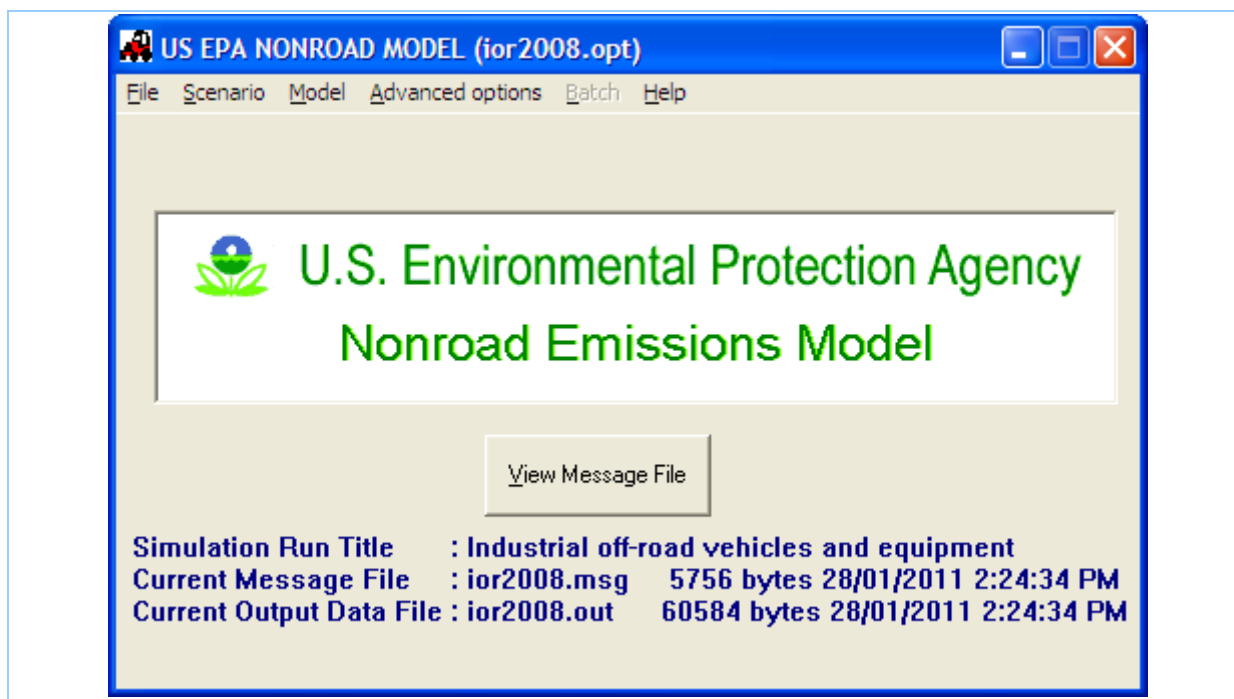 US EPA NONROAD MODEL (ior2008.opt)
File Scenario Model Advanced options Batch Help
U.S. Environmental Protection Agency
Nonroad Emissions Model
View Message File
Simulation Run Title : Industrial off-road vehicles and equipment
Current Message File : ior2008.msg 5756 bytes 28/01/2011 2:24:34 PM
Current Output Data File : ior2008.out 60584 bytes 28/01/2011 2:24:34 PM